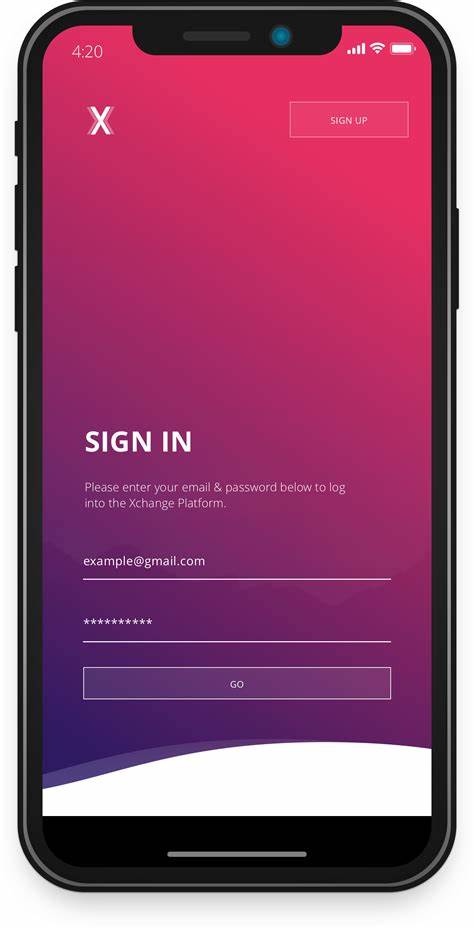 4:20
X
SIGN UP
SIGN IN
Please enter your email & password below to log
into the Xchange Platform.
example@gmail.com
**********
GO